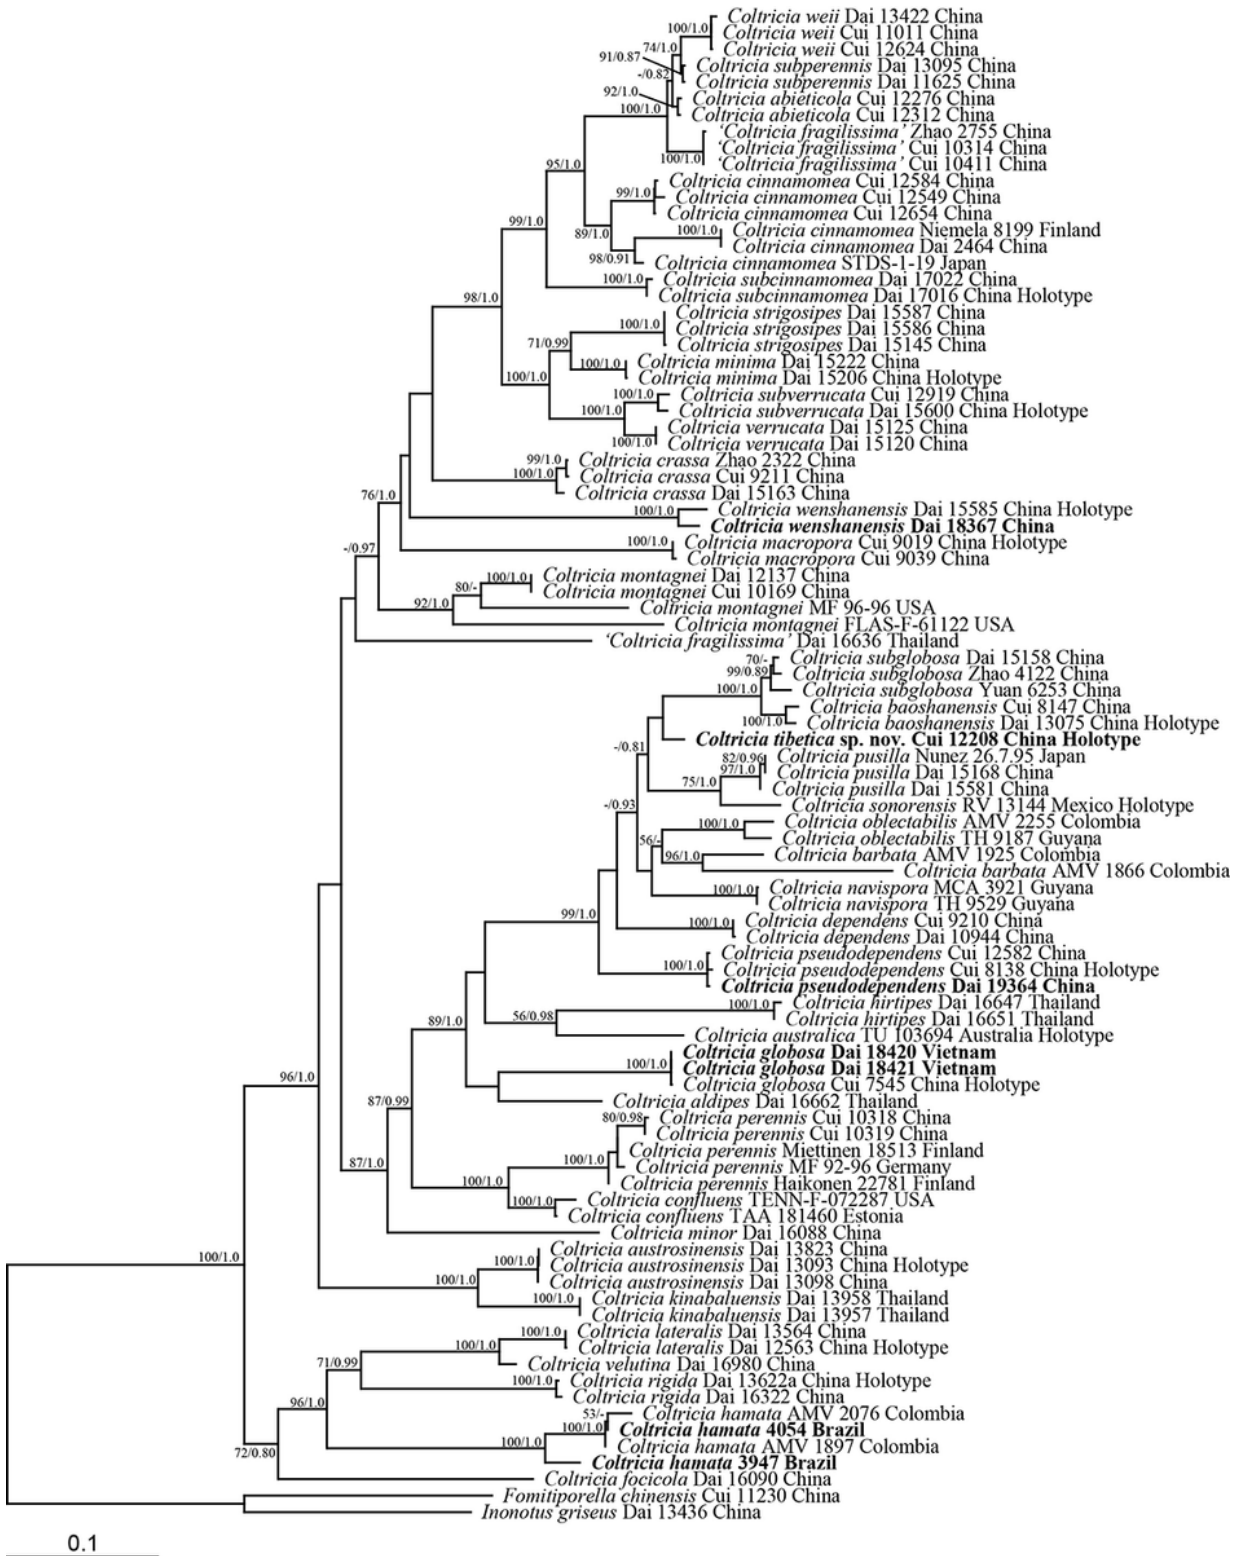 Coltricia weii Dai 13422 China
100/1.0
Coltricia weii Cui 11011 China
74/1.0
Coltricia weii Cui 12624 China
91/0.87
Coltricia subperennis Dai 13095 China
-/0.82
Coltricia subperennis Dai 11625 China
92/1.0
Coltricia abieticola Cui 12276 China
100/1.0
Coltricia abieticola Cui 12312 China
'Coltricia fragilissima' Zhao 2755 China
'Coltricia fragilissima' Cui 10314 China
100/1.0
'Coltricia fragilissima' Cui 10411 China
95/1.0
Coltricia cinnamomea Cui 12584 China
99/1.0
Coltricia cinnamomea Cui 12549 China
Coltricia cinnamomea Cui 12654 China
99/1.0
89/1.0
100/1.0
Coltricia cinnamomea Niemela 8199 Finland
Coltricia cinnamomea Dai 2464 China
98/0.91
Coltricia cinnamomea STDS-1-19 Japan
100/1.0
Coltricia subcinnamomea Dai 17022 China
Coltricia subcinnamomea Dai 17016 China Holotype
98/1.0
Coltricia strigosipes Dai 15587 China
100/1.0
Coltricia strigosipes Dai 15586 China
71/0.99
Coltricia strigosipes Dai 15145 China
100/1.0
Coltricia minima Dai 15222 China
100/1.0
Coltricia minima Dai 15206 China Holotype
100/1.0
Coltricia subverrucata Cui 12919 China
100/1.0
Coltricia subverrucata Dai 15600 China Holotype
Coltricia verrucata Dai 15125 China
100/1.0
Coltricia verrucata Dai 15120 China
99/1.0
Coltricia crassa Zhao 2322 China
100/1.0
Coltricia crassa Cui 9211 China
Coltricia crassa Dai 15163 China
76/1.0
100/1.0
Coltricia wenshanensis Dai 15585 China Holotype
Coltricia wenshanensis Dai 18367 China
100/1.0
Coltricia macropora Cui 9019 China Holotype
-/0.97
Coltricia macropora Cui 9039 China
100/1.0
Coltricia montagnei Dai 12137 China
80/-
Coltricia montagnei Cui 10169 China
92/1.0
Coltricia montagnei MF 96-96 USA
Coltricia montagnei FLAS-F-61122 USA
'Coltricia fragilissima' Dai 16636 Thailand
70/-
Coltricia subglobosa Dai 15158 China
99/0.89
Coltricia subglobosa Zhao 4122 China
100/1.0
Coltricia subglobosa Yuan 6253 China
Coltricia baoshanensis Cui 8147 China
100/1.0
Coltricia baoshanensis Dai 13075 China Holotype
-/0.81
Coltricia tibetica sp. nov. Cui 12208 China Holotype
82/0.96
Coltricia pusilla Nunez 26.7.95 Japan
97/1.0
Coltricia pusilla Dai 15168 China
75/1.0
Coltricia pusilla Dai 15581 China
-/0.93
Coltricia sonorensis RV 13144 Mexico Holotype
100/1.0
Coltricia oblectabilis AMV 2255 Colombia
56/-
Coltricia oblectabilis TH 9187 Guyana
96/1.0
Coltricia barbata AMV 1925 Colombia
Coltricia barbata AMV 1866 Colombia
100/1.0
Coltricia navispora MCA 3921 Guyana
Coltricia navispora TH 9529 Guyana
99/1.0
100/1.0
Coltricia dependens Cui 9210 China
Coltricia dependens Dai 10944 China
Coltricia pseudodependens Cui 12582 China
100/1.0
Coltricia pseudodependens Cui 8138 China Holotype
Coltricia pseudodependens Dai 19364 China
100/1.0
Coltricia hirtipes Dai 16647 Thailand
56/0.98
Coltricia hirtipes Dai 16651 Thailand
89/1.0
Coltricia australica TU 103694 Australia Holotype
Coltricia globosa Dai 18420 Vietnam
100/1.0
Coltricia globosa Dai 18421 Vietnam
96/1.0
Coltricia globosa Cui 7545 China Holotype
87/0.99
Coltricia aldipes Dai 16662 Thailand
80/0.98
Coltricia perennis Cui 10318 China
Coltricia perennis Cui 10319 China
Coltricia perennis Miettinen 18513 Finland
87/1.0
100/1.0
Coltricia perennis MF 92-96 Germany
100/1.0
Coltricia perennis Haikonen 22781 Finland
100/1.0
Coltricia confluens TENN-F-072287 USA
Coltricia confluens TAA 181460 Estonia
Coltricia minor Dai 16088 China
100/1.0
Coltricia austrosinensis Dai 13823 China
100/1.0
Coltricia austrosinensis Dai 13093 China Holotype
100/1.0
Coltricia austrosinensis Dai 13098 China
100/1.0
Coltricia kinabaluensis Dai 13958 Thailand
Coltricia kinabaluensis Dai 13957 Thailand
100/1.0
Coltricia lateralis Dai 13564 China
100/1.0
Coltricia lateralis Dai 12563 China Holotype
71/0.99
Coltricia velutina Dai 16980 China
100/1.0
Coltricia rigida Dai 13622a China Holotype
96/1.0
Coltricia rigida Dai 16322 China
53/-
Coltricia hamata AMV 2076 Colombia
100/1.0
Coltricia hamata 4054 Brazil
100/1.0
Coltricia hamata AMV 1897 Colombia
72/0.80
Coltricia hamata 3947 Brazil
Coltricia focicola Dai 16090 China
Fomitiporella chinensis Cui 11230 China
Inonotus griseus Dai 13436 China
0.1